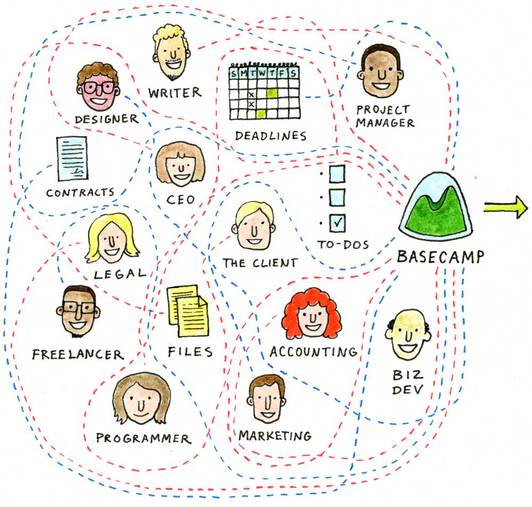 WRITER
DESIGNER
S M T W T F S
X
X
DEADLINES
PROJECT
MANAGER
CONTRACTS
CEO
TO-DOS
LEGAL
THE CLIENT
BASECAMP
FREELANCER
FILES
ACCOUNTING
BIZ
DEV
PROGRAMMER
MARKETING